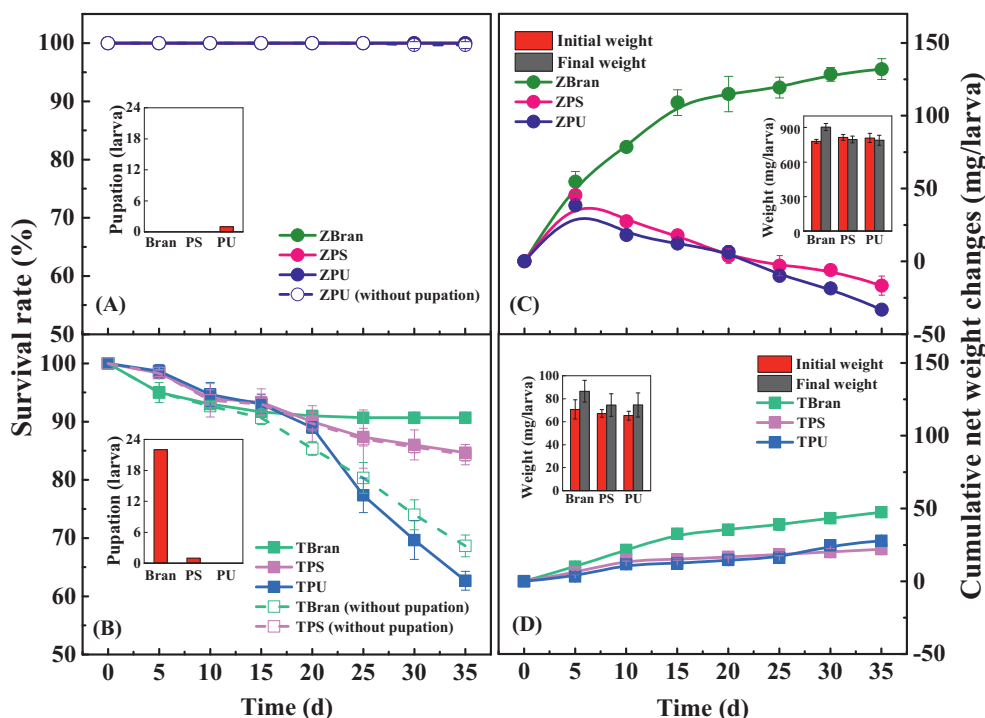 Survival rate (%)
100
90
80
70
60
50
Pupation (larva)
24
18
12
6
0
Bran PS PU
ZBran
ZPS
ZPU
ZPU (without pupation)
(A)
100
90
80
70
60
50
Pupation (larva)
24
18
12
6
0
Bran PS PU
TBran
TPS
TPU
TBran (without pupation)
TPS (without pupation)
(B)
0 5 10 15 20 25 30 35
Time (d)
Initial weight
Final weight
ZBran
ZPS
ZPU
Weight (mg/larva)
900
600
300
0
Bran PS PU
(C)
150
100
50
0
-50
Initial weight
Final weight
TBran
TPS
TPU
Weight (mg/larva)
100
80
60
40
20
0
Bran PS PU
(D)
150
100
50
0
-50
0 5 10 15 20 25 30 35
Time (d)
Cumulative net weight changes (mg/larva)